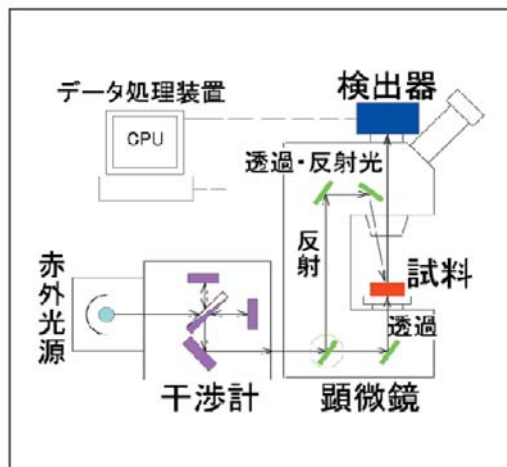 検出器
データ処理装置
CPU
透過・反射光
反射
赤外光源
試料
透過
干渉計
顕微鏡